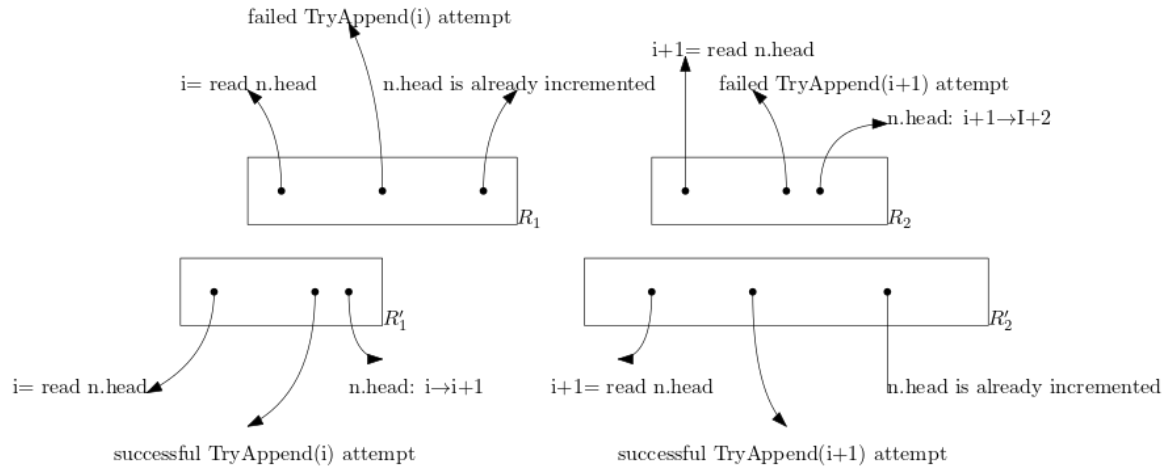 failed TryAppend(i) attempt
i+1= read n.head
i= read n.head
n.head is already incremented
failed TryAppend(i+1) attempt
n.head: i+1→I+2
R₁
R₂
R′₁
R′₂
i= read n.head
n.head: i→i+1
i+1= read n.head
n.head is already incremented
successful TryAppend(i) attempt
successful TryAppend(i+1) attempt